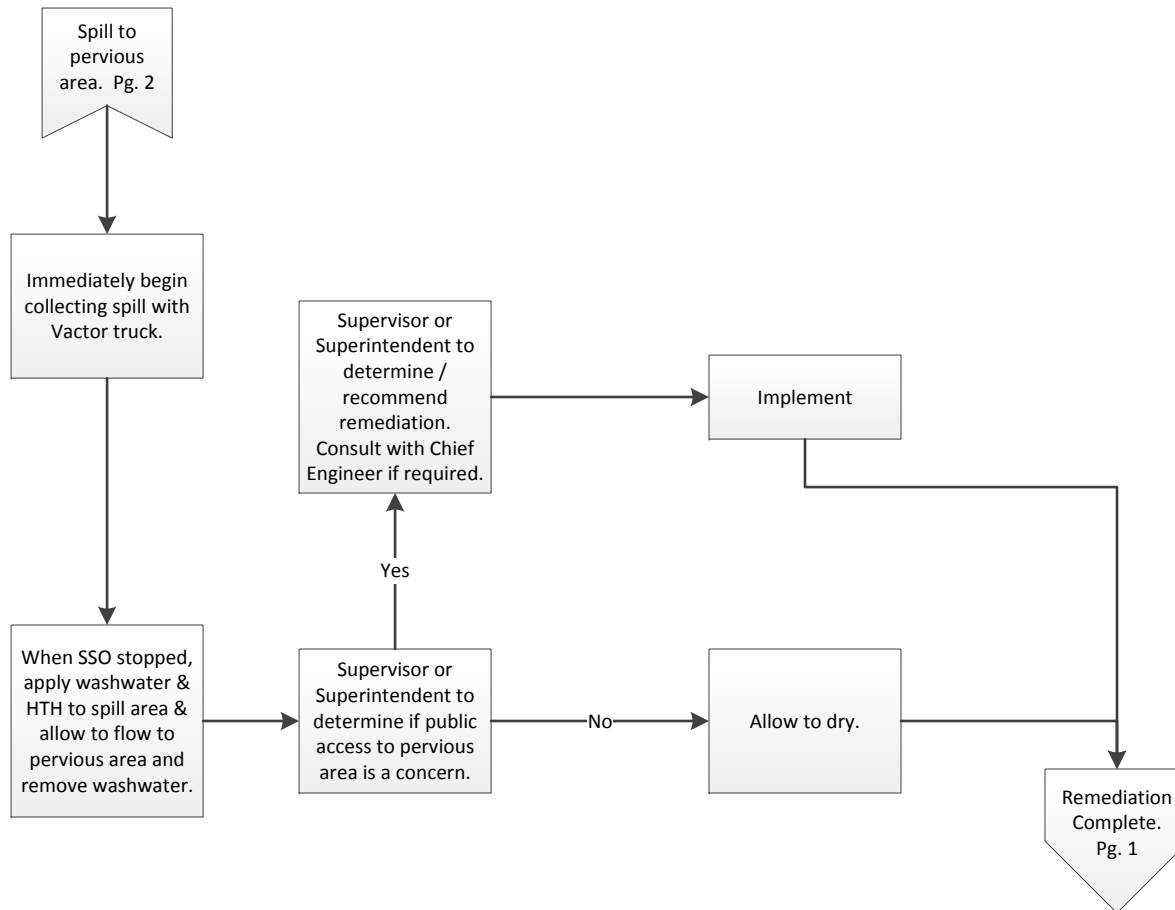 Spill to
pervious
area.  Pg. 2
Immediately begin
collecting spill with
Vactor truck.
When SSO stopped,
apply washwater &
HTH to spill area &
allow to flow to
pervious area and
remove washwater.
Supervisor or
Superintendent to
determine if public
access to pervious
area is a concern.
Yes
Supervisor or
Superintendent to
determine /
recommend
remediation.
Consult with Chief
Engineer if required.
Implement
No
Allow to dry.
Remediation
Complete.
Pg. 1